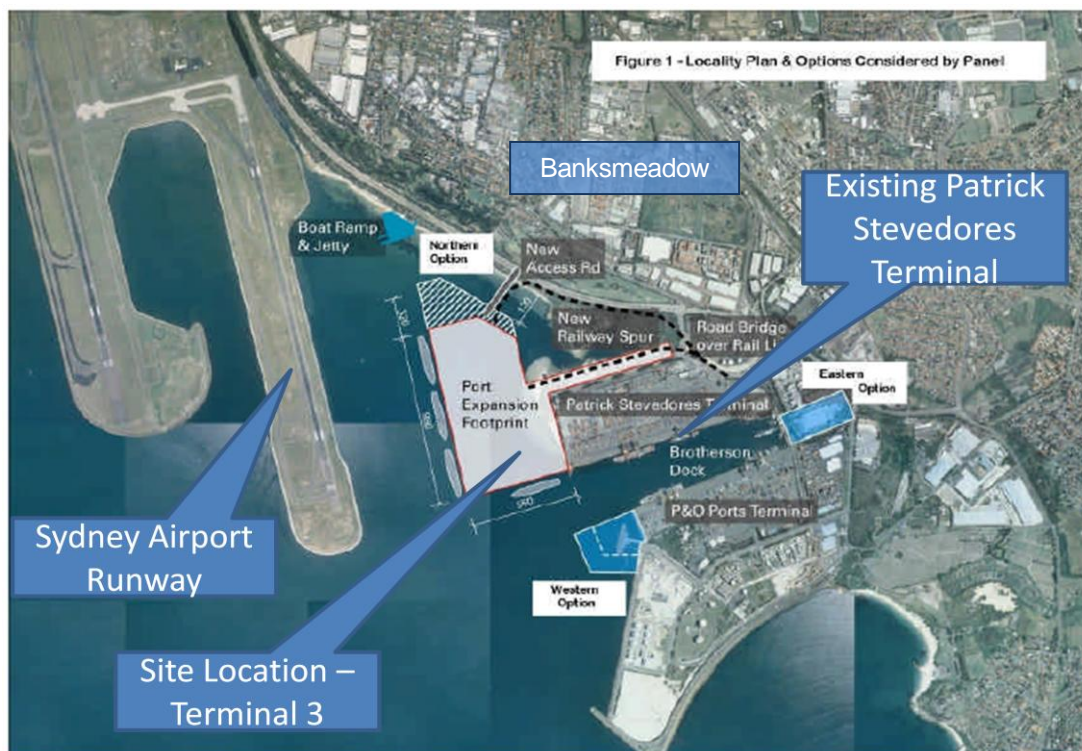 Figure 1 - Locality Plan & Options Considered by Panel
Banksmeadow
Existing Patrick
Stevedores
Terminal
Boat Ramp
& Jetty
Northern
Option
New
Access Rd
New
Railway Spur
Road Bridge
over Rail Li
Eastern
Option
Port
Expansion
Footprint
Patrick Stevedores Terminal
Brotherson
Dock
P&O Ports Terminal
Sydney Airport
Runway
Western
Option
Site Location –
Terminal 3